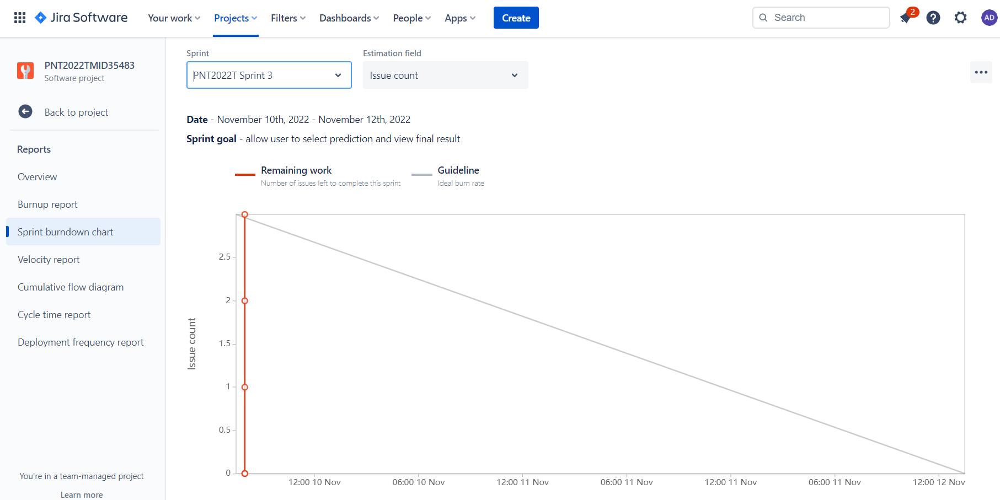 Jira Software Your work Projects Filters Dashboards People Apps Create Search 2 AD
PNT2022TMID35483
Software project
Back to project
Reports
Overview
Burnup report
Sprint burndown chart
Velocity report
Cumulative flow diagram
Cycle time report
Deployment frequency report
You're in a team-managed project
Learn more
Sprint Estimation field
PNT2022T Sprint 3 Issue count
Date - November 10th, 2022 - November 12th, 2022
Sprint goal - allow user to select prediction and view final result
Remaining work Guideline
Number of issues left to complete this sprint Ideal burn rate
Issue count
2.5
2
1.5
1
0.5
0
12:00 10 Nov 06:00 10 Nov 12:00 11 Nov 06:00 11 Nov 12:00 11 Nov 06:00 11 Nov 12:00 12 Nov